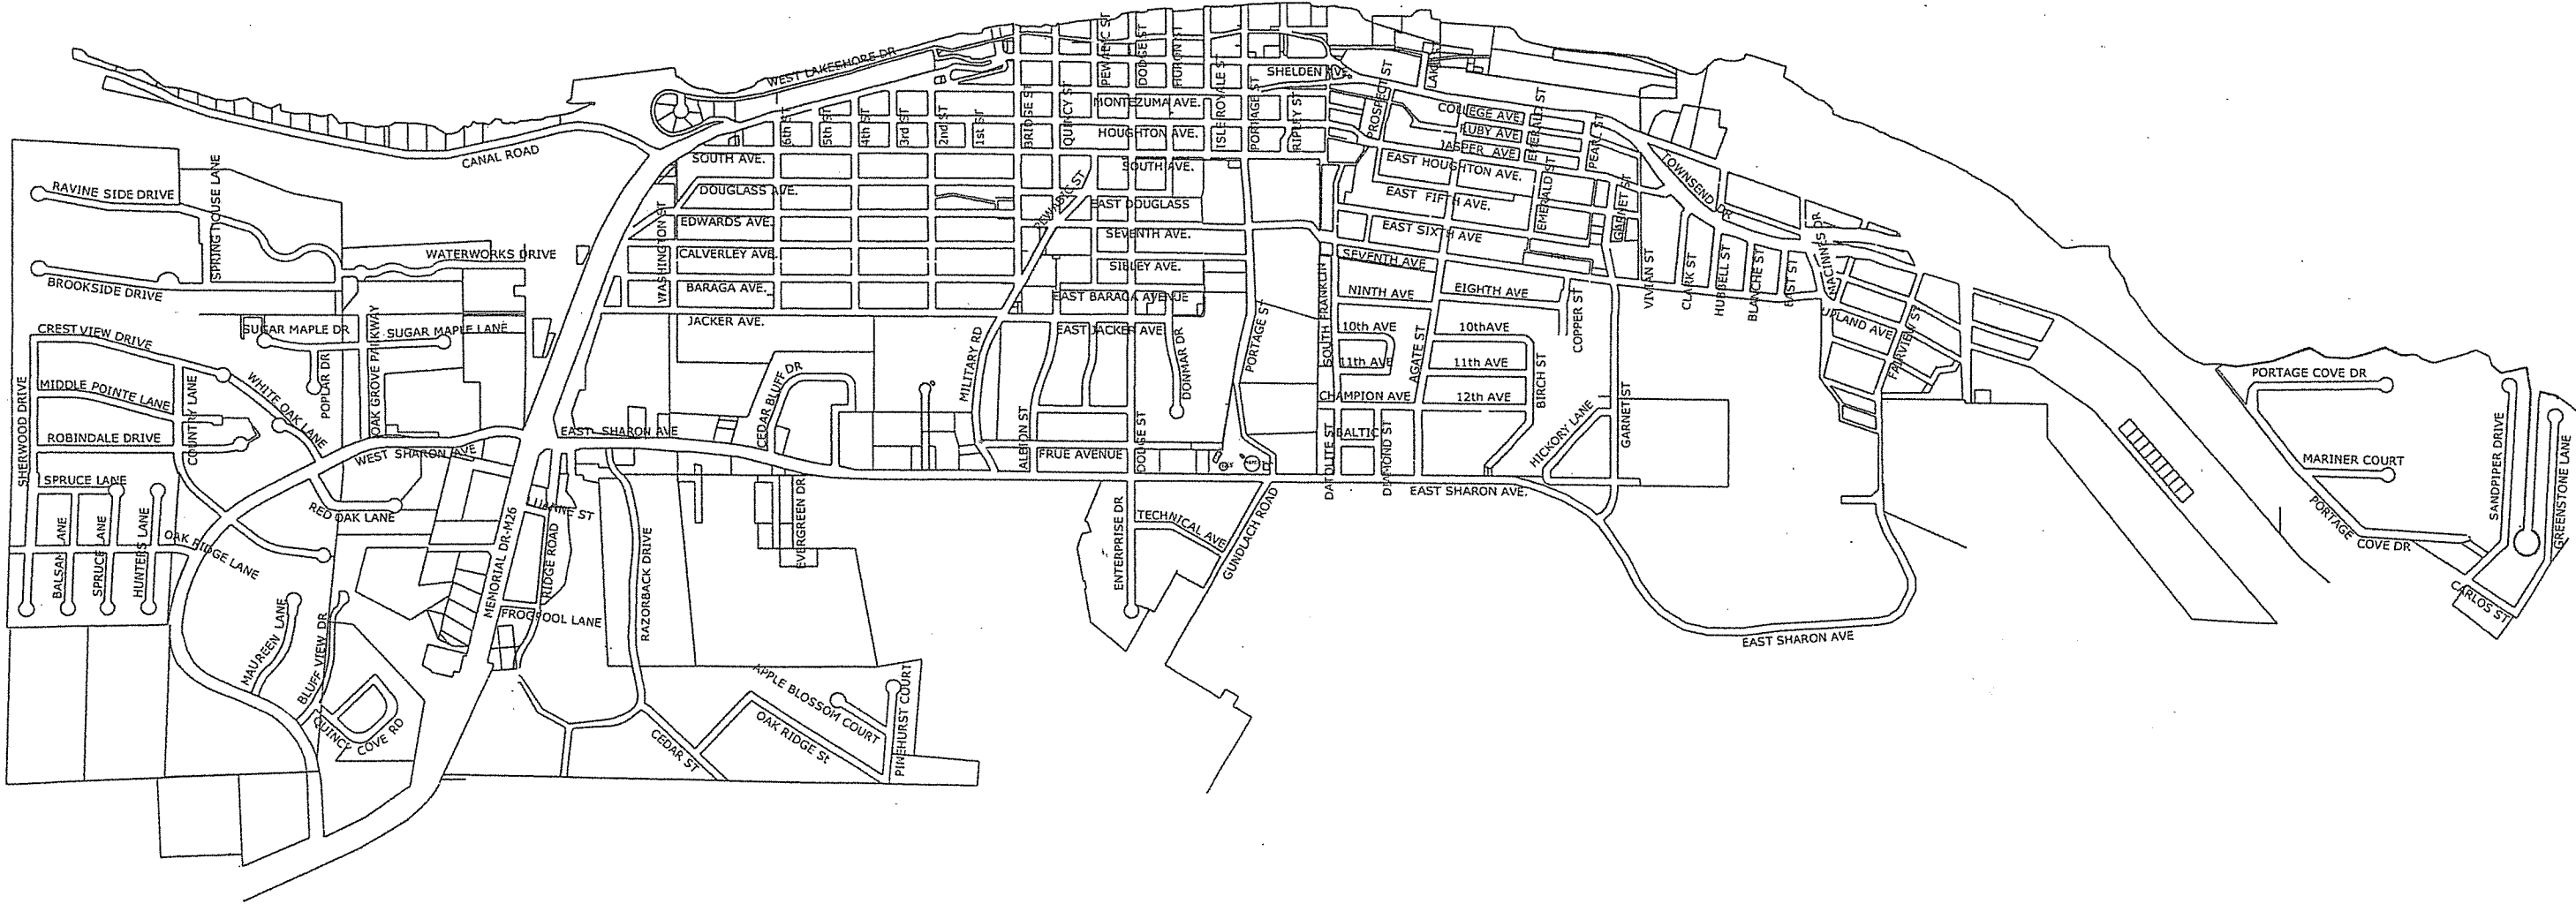 WEST LAKESHORE DR
PEWABIC ST
DODGE ST
HURON ST
ISLE ROYALE ST
PORTAGE ST
SHELDEN AVE
RIPLEY ST
PROSPECT ST
LAKE
6th ST
5th ST
4th ST
3rd ST
2nd ST
1st ST
BRIDGE ST
QUINCY ST
MONTEZUMA AVE.
HOUGHTON AVE.
COLLEGE AVE
RUBY AVE
JASPER AVE
EMERALD ST
PEARL ST
CANAL ROAD
SOUTH AVE.
SOUTH AVE.
EAST HOUGHTON AVE.
TOWNSEND DR
RAVINE SIDE DRIVE
SPRING HOUSE LANE
DOUGLASS AVE.
PEWABIC ST
EAST DOUGLASS
EAST FIFTH AVE.
EMERALD ST
GARNET ST
WASHINGTON ST
EDWARDS AVE.
SEVENTH AVE.
EAST SIXTH AVE
MACINNES DR
WATERWORKS DRIVE
CALVERLEY AVE.
SIBLEY AVE.
SEVENTH AVE
VIVIAN ST
CLARK ST
HUBBELL ST
BLANCHE ST
EAST ST
BROOKSIDE DRIVE
BARAGA AVE.
EAST BARAGA AVENUE
NINTH AVE
EIGHTH AVE
SUGAR MAPLE DR
SUGAR MAPLE LANE
OAK GROVE PARKWAY
JACKER AVE.
EAST JACKER AVE
PORTAGE ST
SOUTH FRANKLIN
10th AVE
10thAVE
COPPER ST
UPLAND AVE
FAIRVIEW ST
CREST VIEW DRIVE
11th AVE
11th AVE
AGATE ST
MILITARY RD
DONMAR DR
POPLAR DR
WHITE OAK LANE
CEDAR BLUFF DR
PORTAGE COVE DR
SHERWOOD DRIVE
MIDDLE POINTE LANE
COUNTRY LANE
CHAMPION AVE
12th AVE
BIRCH ST
GARNET ST
HICKORY LANE
ROBINDALE DRIVE
EAST SHARON AVE
WEST SHARON AVE
ALBION ST
FRUE AVENUE
DODGE ST
BALTIC
DATOLITE ST
DIAMOND ST
MARINER COURT
SANDPIPER DRIVE
GREENSTONE LANE
SPRUCE LANE
EAST SHARON AVE.
RED OAK LANE
LUANNE ST
EVERGREEN DR
ENTERPRISE DR
TECHNICAL AVE
GUNDLACH ROAD
PORTAGE
COVE DR
OAK RIDGE LANE
BALSAM LANE
SPRUCE LANE
HUNTERS LANE
MEMORIAL DR-M26
RIDGE ROAD
RAZORBACK DRIVE
FROGPOOL LANE
CARLOS ST
EAST SHARON AVE
MAUREEN LANE
BLUFF VIEW DR
QUINCY COVE RD
APPLE BLOSSOM COURT
OAK RIDGE St
PINEHURST COURT
CEDAR ST